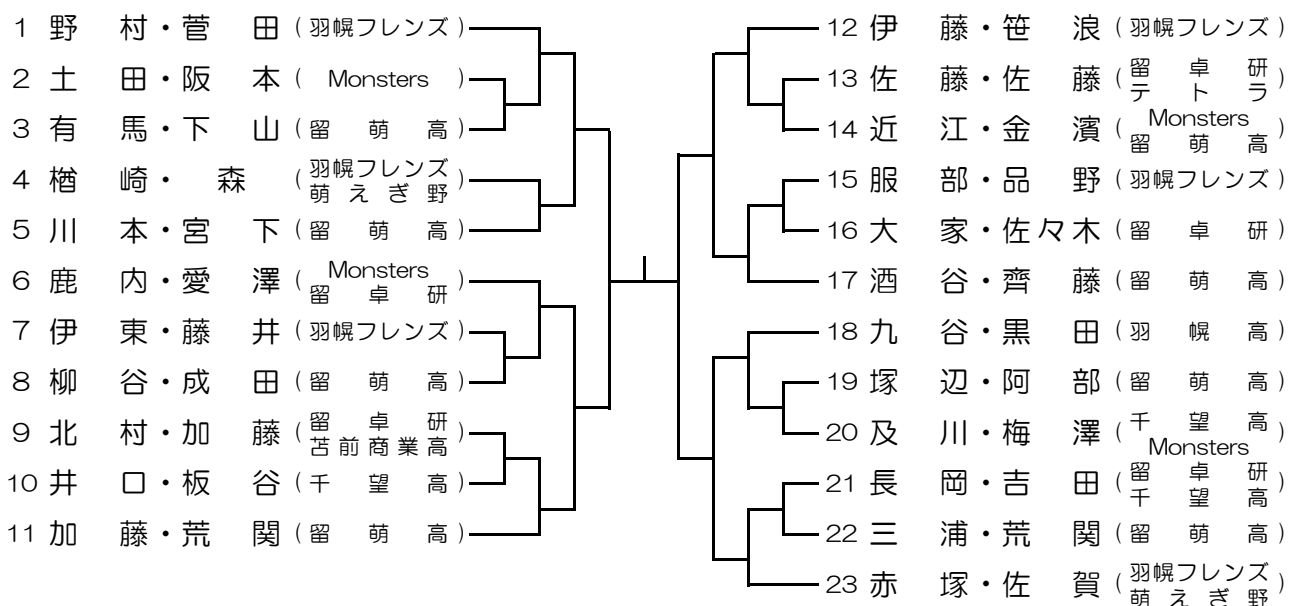 1 野 村・菅 田 (羽幌フレンズ)
2 土 田・阪 本 (Monsters)
3 有 馬・下 山 (留 萌 高)
4 楢 崎・ 森 (羽幌フレンズ 萌えぎ野)
5 川 本・宮 下 (留 萌 高)
6 鹿 内・愛 澤 (Monsters 留 卓 研)
7 伊 東・藤 井 (羽幌フレンズ)
8 柳 谷・成 田 (留 萌 高)
9 北 村・加 藤 (留 卓 研 苫前商業高)
10 井 口・板 谷 (千 望 高)
11 加 藤・荒 関 (留 萌 高)
12 伊 藤・笹 浪 (羽幌フレンズ)
13 佐 藤・佐 藤 (留 卓 研 テ ト ラ)
14 近 江・金 濱 (Monsters 留 萌 高)
15 服 部・品 野 (羽幌フレンズ)
16 大 家・佐々木 (留 卓 研)
17 酒 谷・齊 藤 (留 萌 高)
18 九 谷・黒 田 (羽 幌 高)
19 塚 辺・阿 部 (留 萌 高)
20 及 川・梅 澤 (千 望 高 Monsters)
21 長 岡・吉 田 (留 卓 研 千 望 高)
22 三 浦・荒 関 (留 萌 高)
23 赤 塚・佐 賀 (羽幌フレンズ 萌えぎ野)